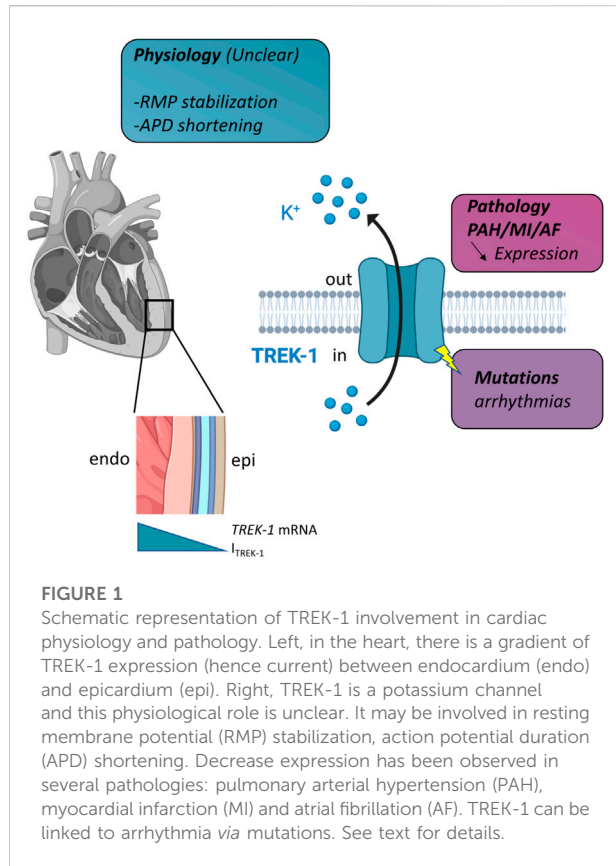 Physiology (Unclear)
-RMP stabilization
-APD shortening
K+
Pathology
PAH/MI/AF
↘ Expression
out
TREK-1
in
Mutations
arrhythmias
endo
epi
TREK-1 mRNA
ITREK-1
FIGURE 1
Schematic representation of TREK-1 involvement in cardiac
physiology and pathology. Left, in the heart, there is a gradient of
TREK-1 expression (hence current) between endocardium (endo)
and epicardium (epi). Right, TREK-1 is a potassium channel
and this physiological role is unclear. It may be involved in resting
membrane potential (RMP) stabilization, action potential duration
(APD) shortening. Decrease expression has been observed in
several pathologies: pulmonary arterial hypertension (PAH),
myocardial infarction (MI) and atrial fibrillation (AF). TREK-1 can be
linked to arrhythmia via mutations. See text for details.